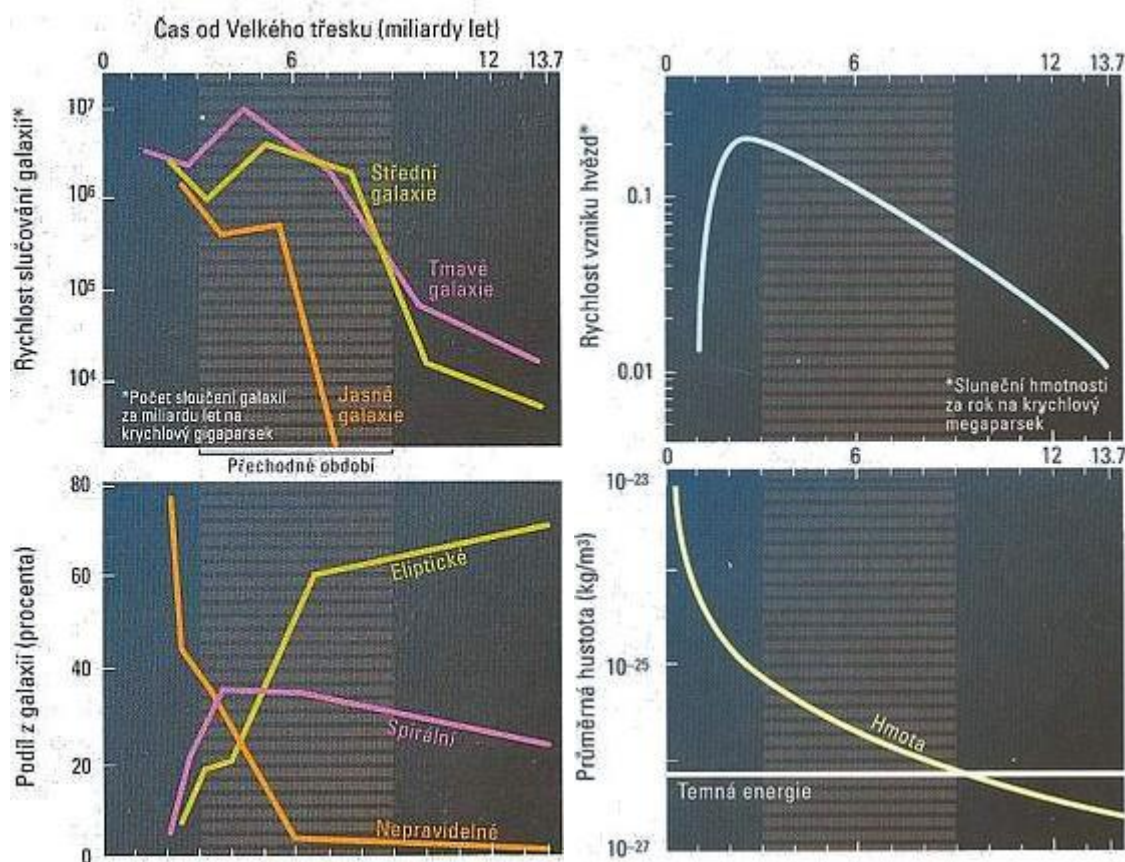 Čas od Velkého třesku (miliardy let)
0 6 12 13.7
Rychlost slučování galaxií*
10⁷
10⁶
10⁵
10⁴
Střední
galaxie
Tmavé
galaxie
Jasné
galaxie
*Počet sloučení galaxií
za miliardu let na
krychlový gigaparsek
Přechodné období
0 6 12 13.7
Rychlost vzniku hvězd*
0.1
0.01
*Sluneční hmotnosti
za rok na krychlový
megaparsek
Podíl z galaxií (procenta)
80
60
40
20
0
Eliptické
Spirální
Nepravidelné
0 6 12 13.7
Průměrná hustota (kg/m³)
10⁻²³
10⁻²⁵
10⁻²⁷
Hmota
Temná energie